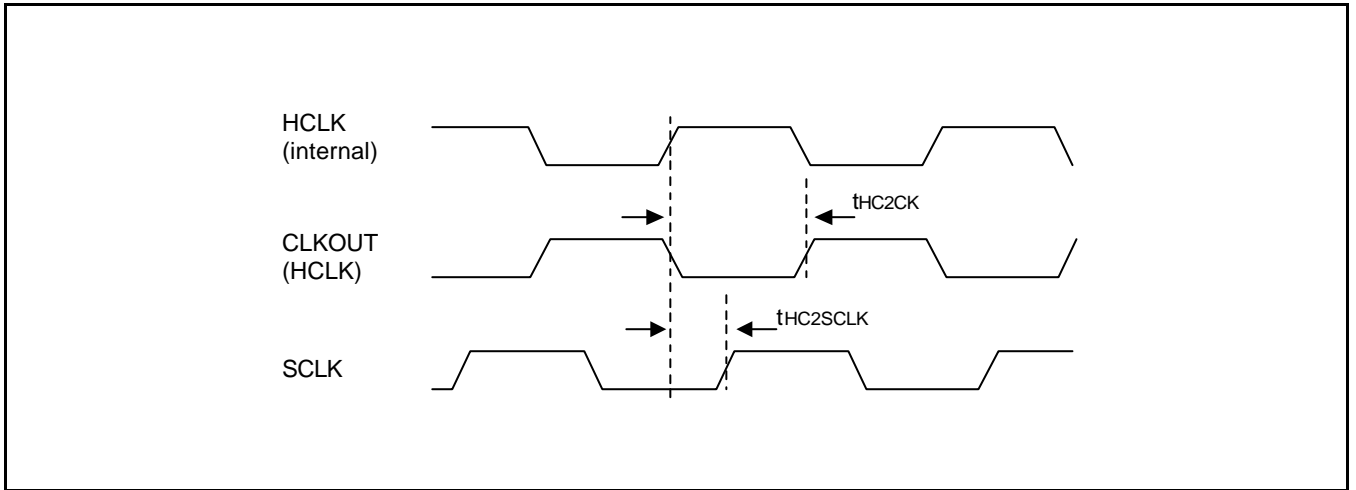 HCLK
(internal)
tHC2CK
CLKOUT
(HCLK)
tHC2SCLK
SCLK